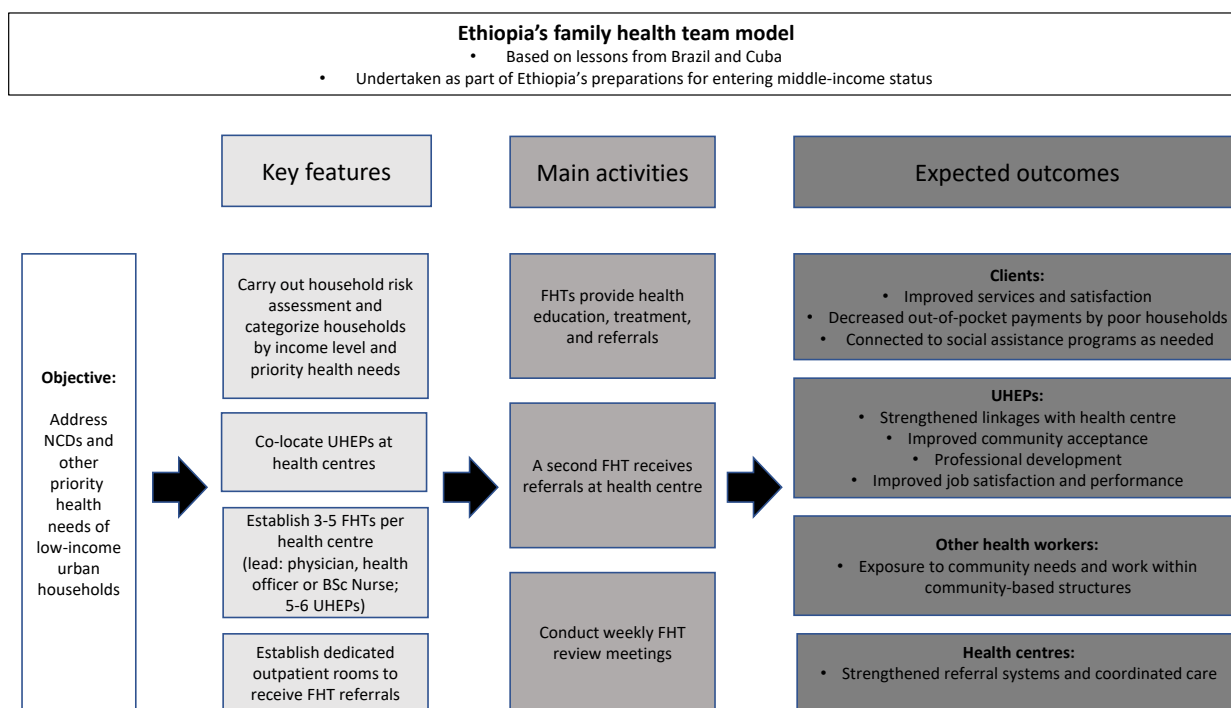 Ethiopia's family health team model
• Based on lessons from Brazil and Cuba
• Undertaken as part of Ethiopia's preparations for entering middle-income status
Key features
Main activities
Expected outcomes
Objective:
Address
NCDs and
other
priority
health
needs of
low-income
urban
households
Carry out household risk
assessment and
categorize households
by income level and
priority health needs
Co-locate UHEPs at
health centres
Establish 3-5 FHTs per
health centre
(lead: physician, health
officer or BSc Nurse;
5-6 UHEPs)
Establish dedicated
outpatient rooms to
receive FHT referrals
FHTs provide health
education, treatment,
and referrals
A second FHT receives
referrals at health centre
Conduct weekly FHT
review meetings
Clients:
• Improved services and satisfaction
• Decreased out-of-pocket payments by poor households
• Connected to social assistance programs as needed
UHEPs:
• Strengthened linkages with health centre
• Improved community acceptance
• Professional development
• Improved job satisfaction and performance
Other health workers:
• Exposure to community needs and work within
community-based structures
Health centres:
• Strengthened referral systems and coordinated care